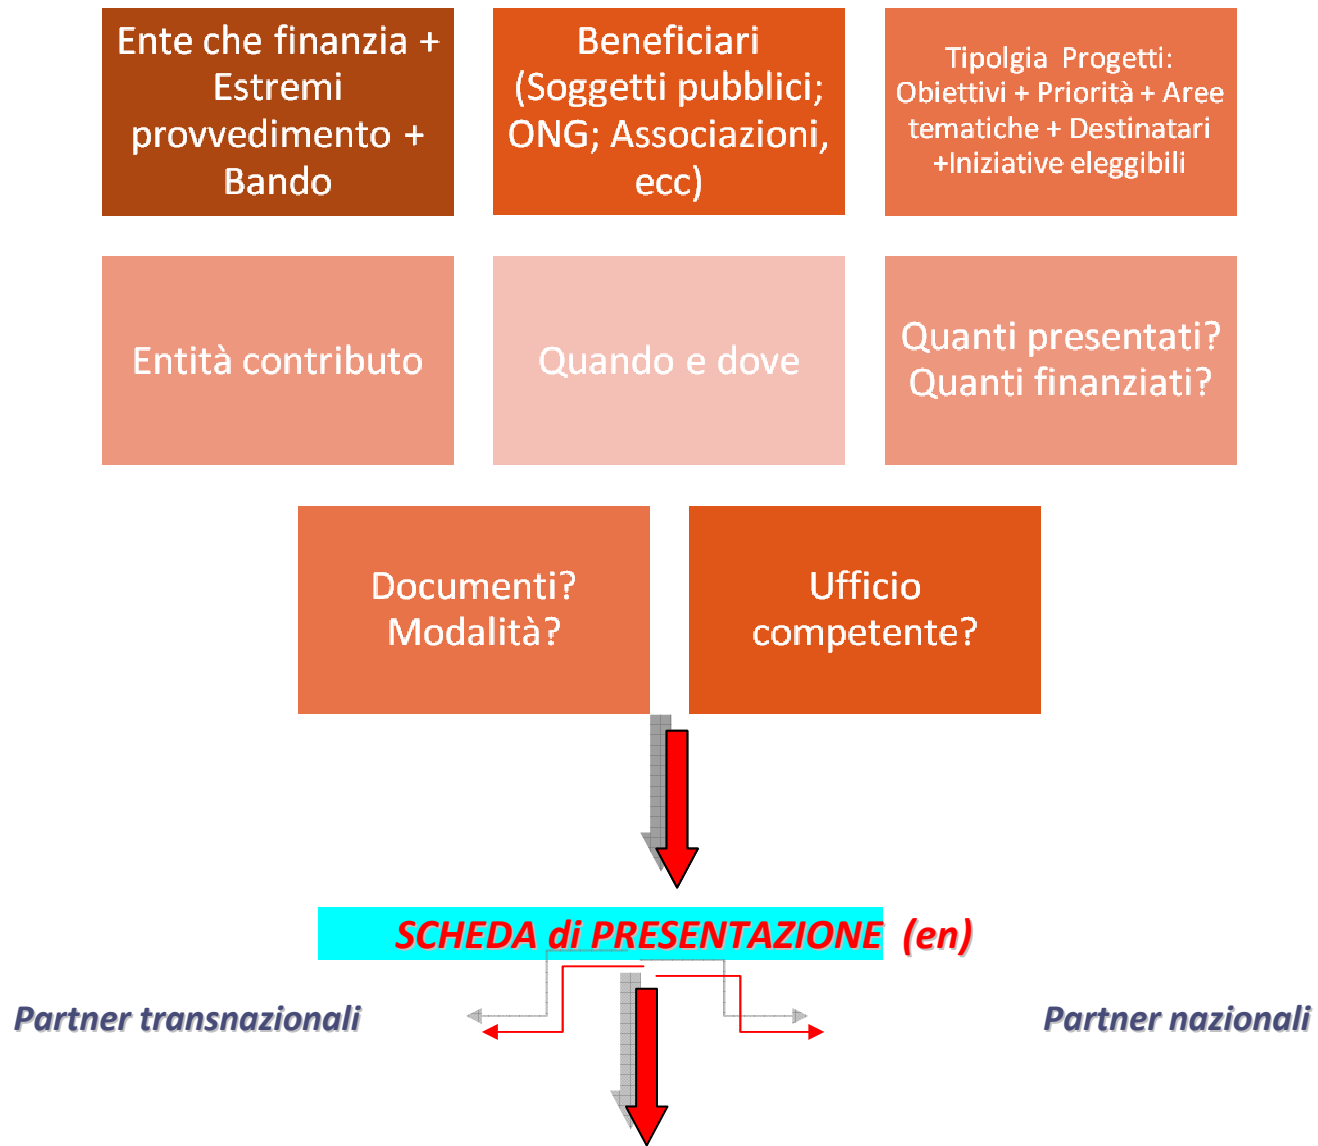 Ente che finanzia +
Estremi
provvedimento +
Bando
Beneficiari
(Soggetti pubblici;
ONG; Associazioni,
ecc)
Tipolgia Progetti:
Obiettivi + Priorità + Aree
tematiche + Destinatari
+Iniziative eleggibili
Entità contributo
Quando e dove
Quanti presentati?
Quanti finanziati?
Documenti?
Modalità?
Ufficio
competente?
SCHEDA di PRESENTAZIONE (en)
Partner transnazionali
Partner nazionali